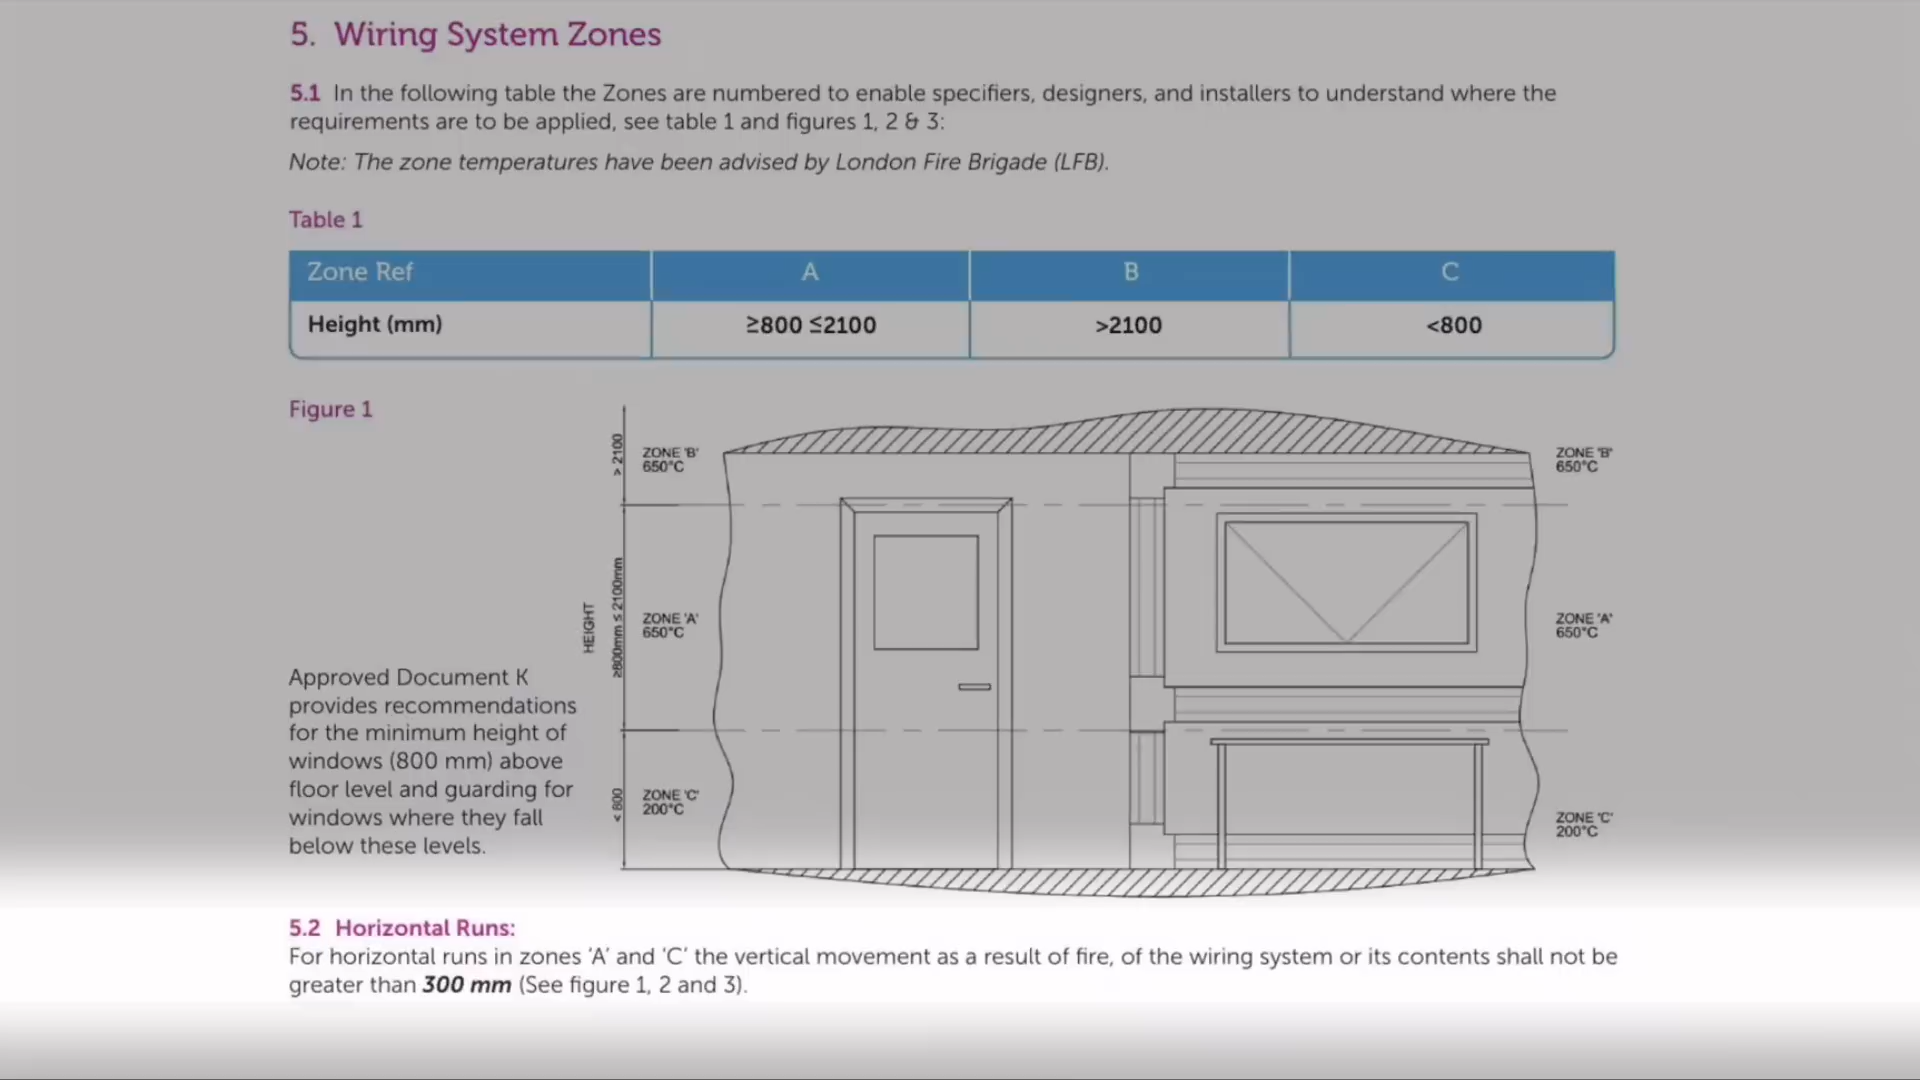 5. Wiring System Zones
5.1 In the following table the Zones are numbered to enable specifiers, designers, and installers to understand where the
requirements are to be applied, see table 1 and figures 1, 2 & 3:
Note: The zone temperatures have been advised by London Fire Brigade (LFB).
Table 1
Zone Ref A B C
Height (mm) ≥800 ≤2100 >2100 <800
Figure 1
> 2100
ZONE 'B'
650°C
ZONE 'B'
650°C
HEIGHT
≥800mm ≤ 2100mm
ZONE 'A'
650°C
ZONE 'A'
650°C
Approved Document K
provides recommendations
for the minimum height of
windows (800 mm) above
floor level and guarding for
windows where they fall
below these levels.
< 800
ZONE 'C'
200°C
ZONE 'C'
200°C
5.2 Horizontal Runs:
For horizontal runs in zones ‘A’ and ‘C’ the vertical movement as a result of fire, of the wiring system or its contents shall not be
greater than 300 mm (See figure 1, 2 and 3).